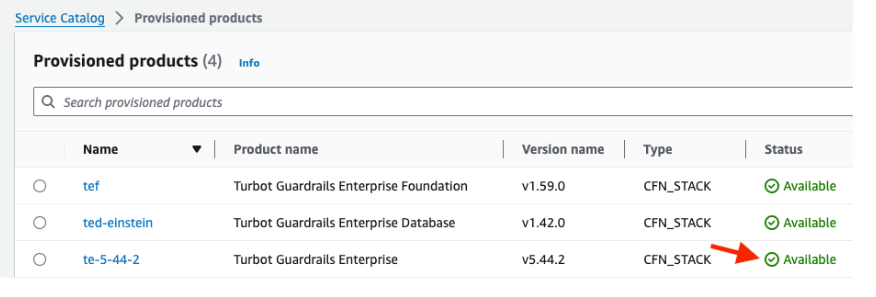 Service Catalog > Provisioned products
Provisioned products (4) Info
Search provisioned products
Name Product name Version name Type Status
tef Turbot Guardrails Enterprise Foundation v1.59.0 CFN_STACK Available
ted-einstein Turbot Guardrails Enterprise Database v1.42.0 CFN_STACK Available
te-5-44-2 Turbot Guardrails Enterprise v5.44.2 CFN_STACK Available